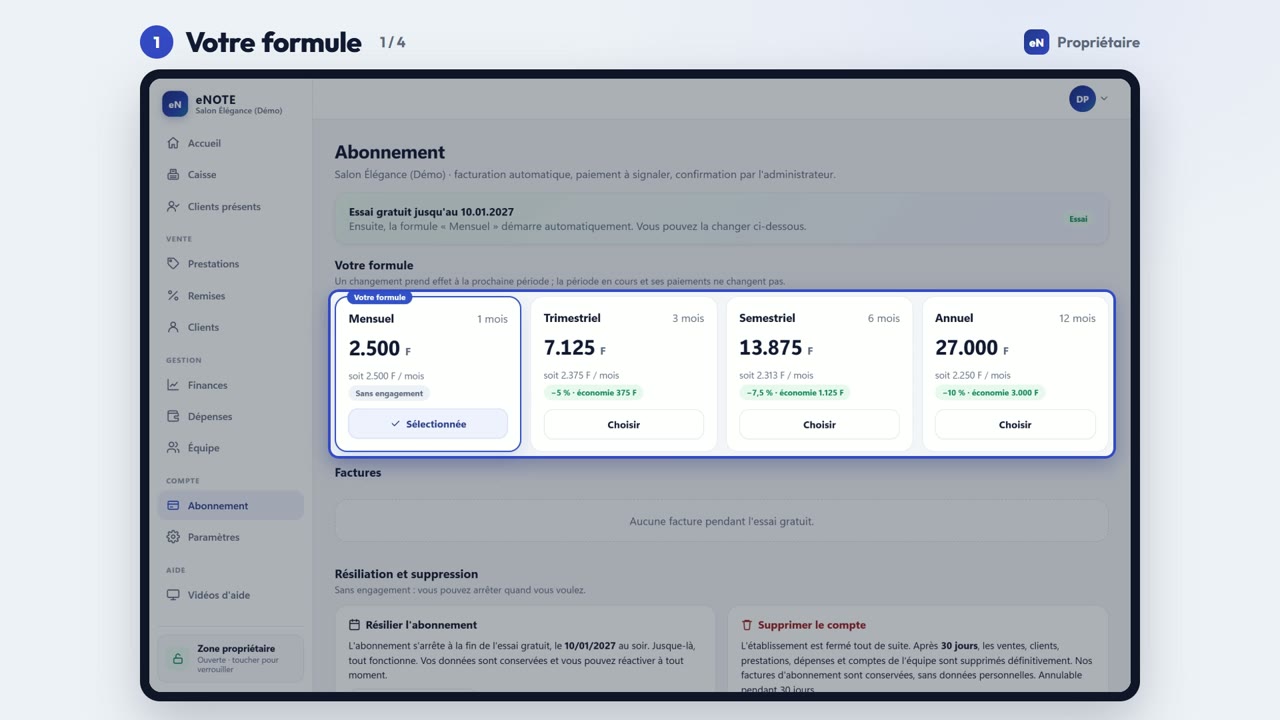 1 Votre formule 1 / 4
eN Propriétaire
eN eNOTE
Salon Élégance (Démo)
DP
Accueil
Caisse
Clients présents
VENTE
Prestations
Remises
Clients
GESTION
Finances
Dépenses
Équipe
COMPTE
Abonnement
Paramètres
AIDE
Vidéos d'aide
Zone propriétaire
Ouverte · toucher pour
verrouiller
Abonnement
Salon Élégance (Démo) · facturation automatique, paiement à signaler, confirmation par l'administrateur.
Essai gratuit jusqu'au 10.01.2027
Ensuite, la formule « Mensuel » démarre automatiquement. Vous pouvez la changer ci-dessous.
Essai
Votre formule
Un changement prend effet à la prochaine période ; la période en cours et ses paiements ne changent pas.
Votre formule
Mensuel 1 mois
2.500 F
soit 2.500 F / mois
Sans engagement
Sélectionnée
Trimestriel 3 mois
7.125 F
soit 2.375 F / mois
−5 % · économie 375 F
Choisir
Semestriel 6 mois
13.875 F
soit 2.313 F / mois
−7,5 % · économie 1.125 F
Choisir
Annuel 12 mois
27.000 F
soit 2.250 F / mois
−10 % · économie 3.000 F
Choisir
Factures
Aucune facture pendant l'essai gratuit.
Résiliation et suppression
Sans engagement : vous pouvez arrêter quand vous voulez.
Résilier l'abonnement
L'abonnement s'arrête à la fin de l'essai gratuit, le 10/01/2027 au soir. Jusque-là,
tout fonctionne. Vos données sont conservées et vous pouvez réactiver à tout
moment.
Supprimer le compte
L'établissement est fermé tout de suite. Après 30 jours, les ventes, clients,
prestations, dépenses et comptes de l'équipe sont supprimés définitivement. Nos
factures d'abonnement sont conservées, sans données personnelles. Annulable
pendant 30 jours.